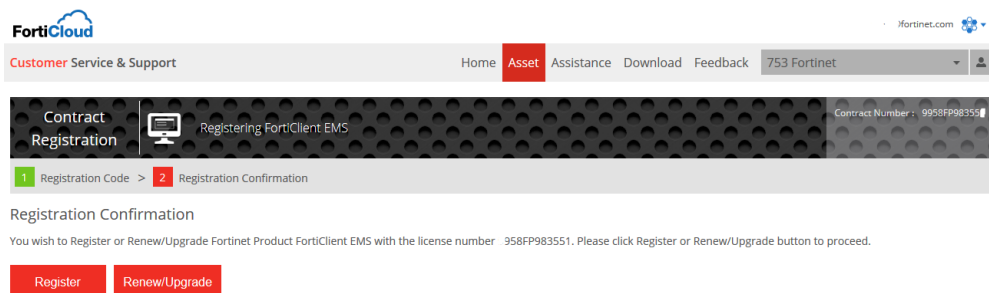 FortiCloud
fortinet.com
Customer Service & Support
Home Asset Assistance Download Feedback 753 Fortinet
Contract Registration
Registering FortiClient EMS
Contract Number : 9958FP98355
1 Registration Code > 2 Registration Confirmation
Registration Confirmation
You wish to Register or Renew/Upgrade Fortinet Product FortiClient EMS with the license number 958FP983551. Please click Register or Renew/Upgrade button to proceed.
Register Renew/Upgrade